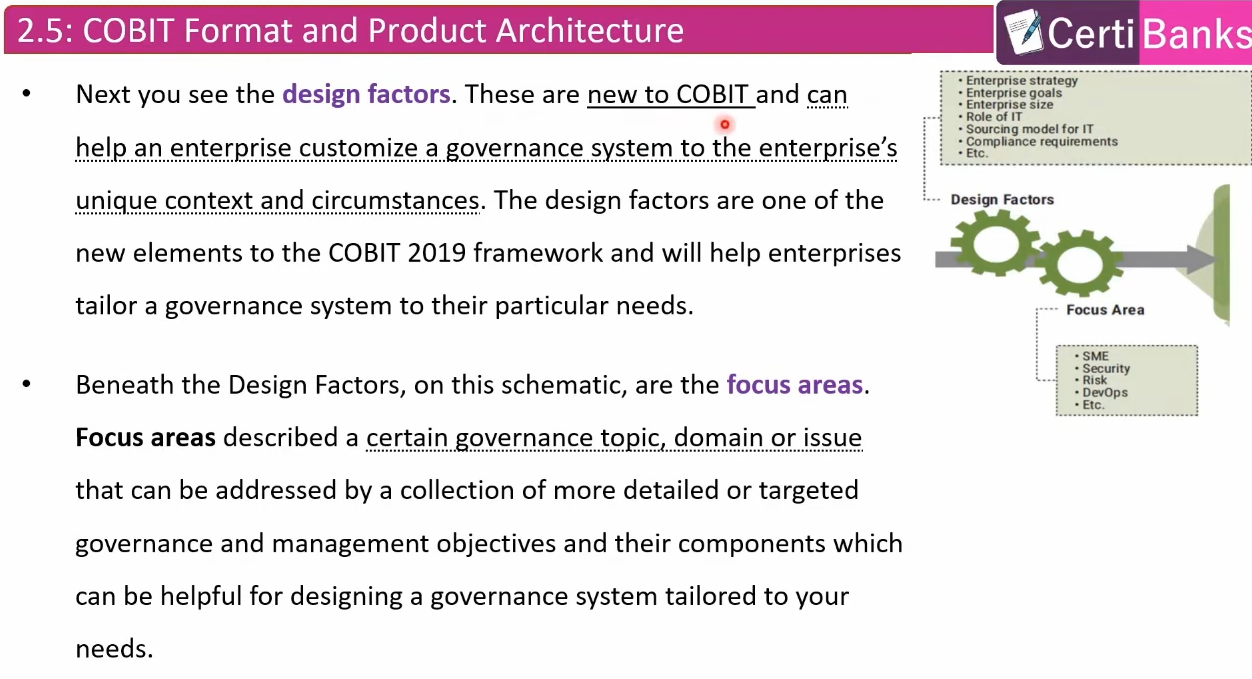 2.5: COBIT Format and Product Architecture
CertiBanks
• Next you see the design factors. These are new to COBIT and can
help an enterprise customize a governance system to the enterprise’s
unique context and circumstances. The design factors are one of the
new elements to the COBIT 2019 framework and will help enterprises
tailor a governance system to their particular needs.
• Beneath the Design Factors, on this schematic, are the focus areas.
Focus areas described a certain governance topic, domain or issue
that can be addressed by a collection of more detailed or targeted
governance and management objectives and their components which
can be helpful for designing a governance system tailored to your
needs.
• Enterprise strategy
• Enterprise goals
• Enterprise size
• Role of IT
• Sourcing model for IT
• Compliance requirements
• Etc.
Design Factors
Focus Area
• SME
• Security
• Risk
• DevOps
• Etc.